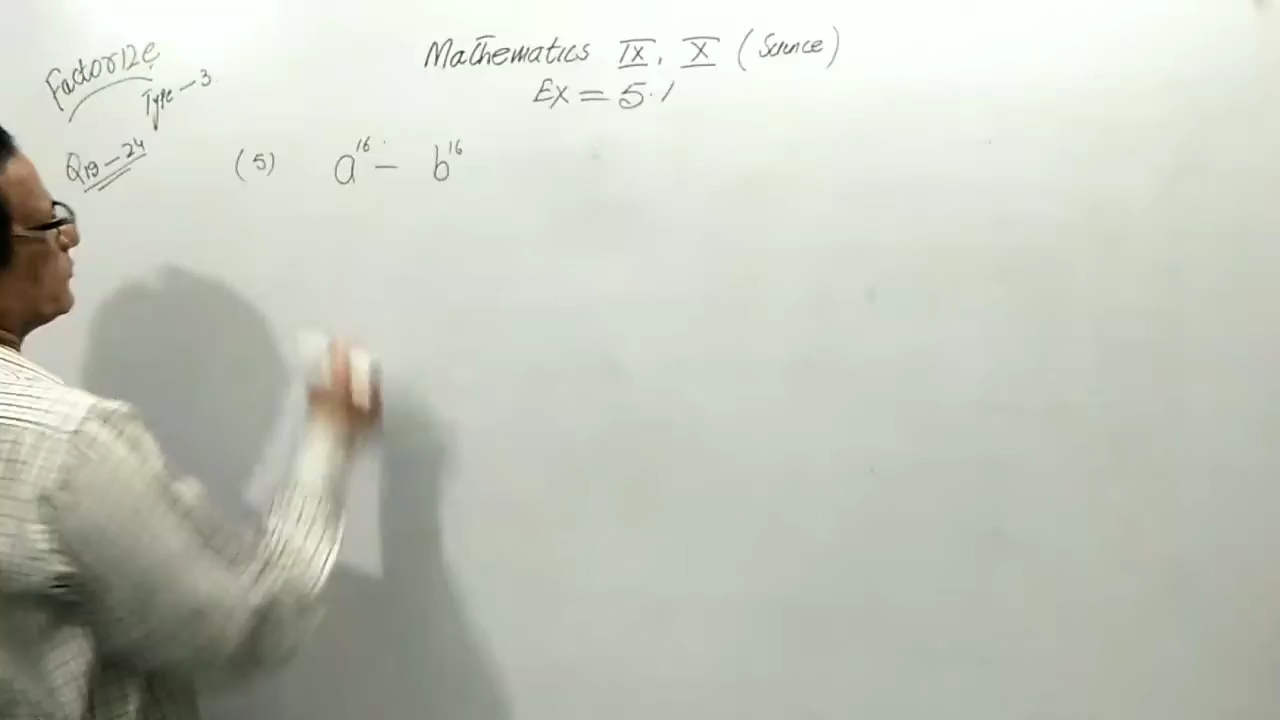 Mathematics IX, X (Science)
Ex = 5.1
Factorize
Type - 3
Q19 - 24
(5) a¹⁶ - b¹⁶